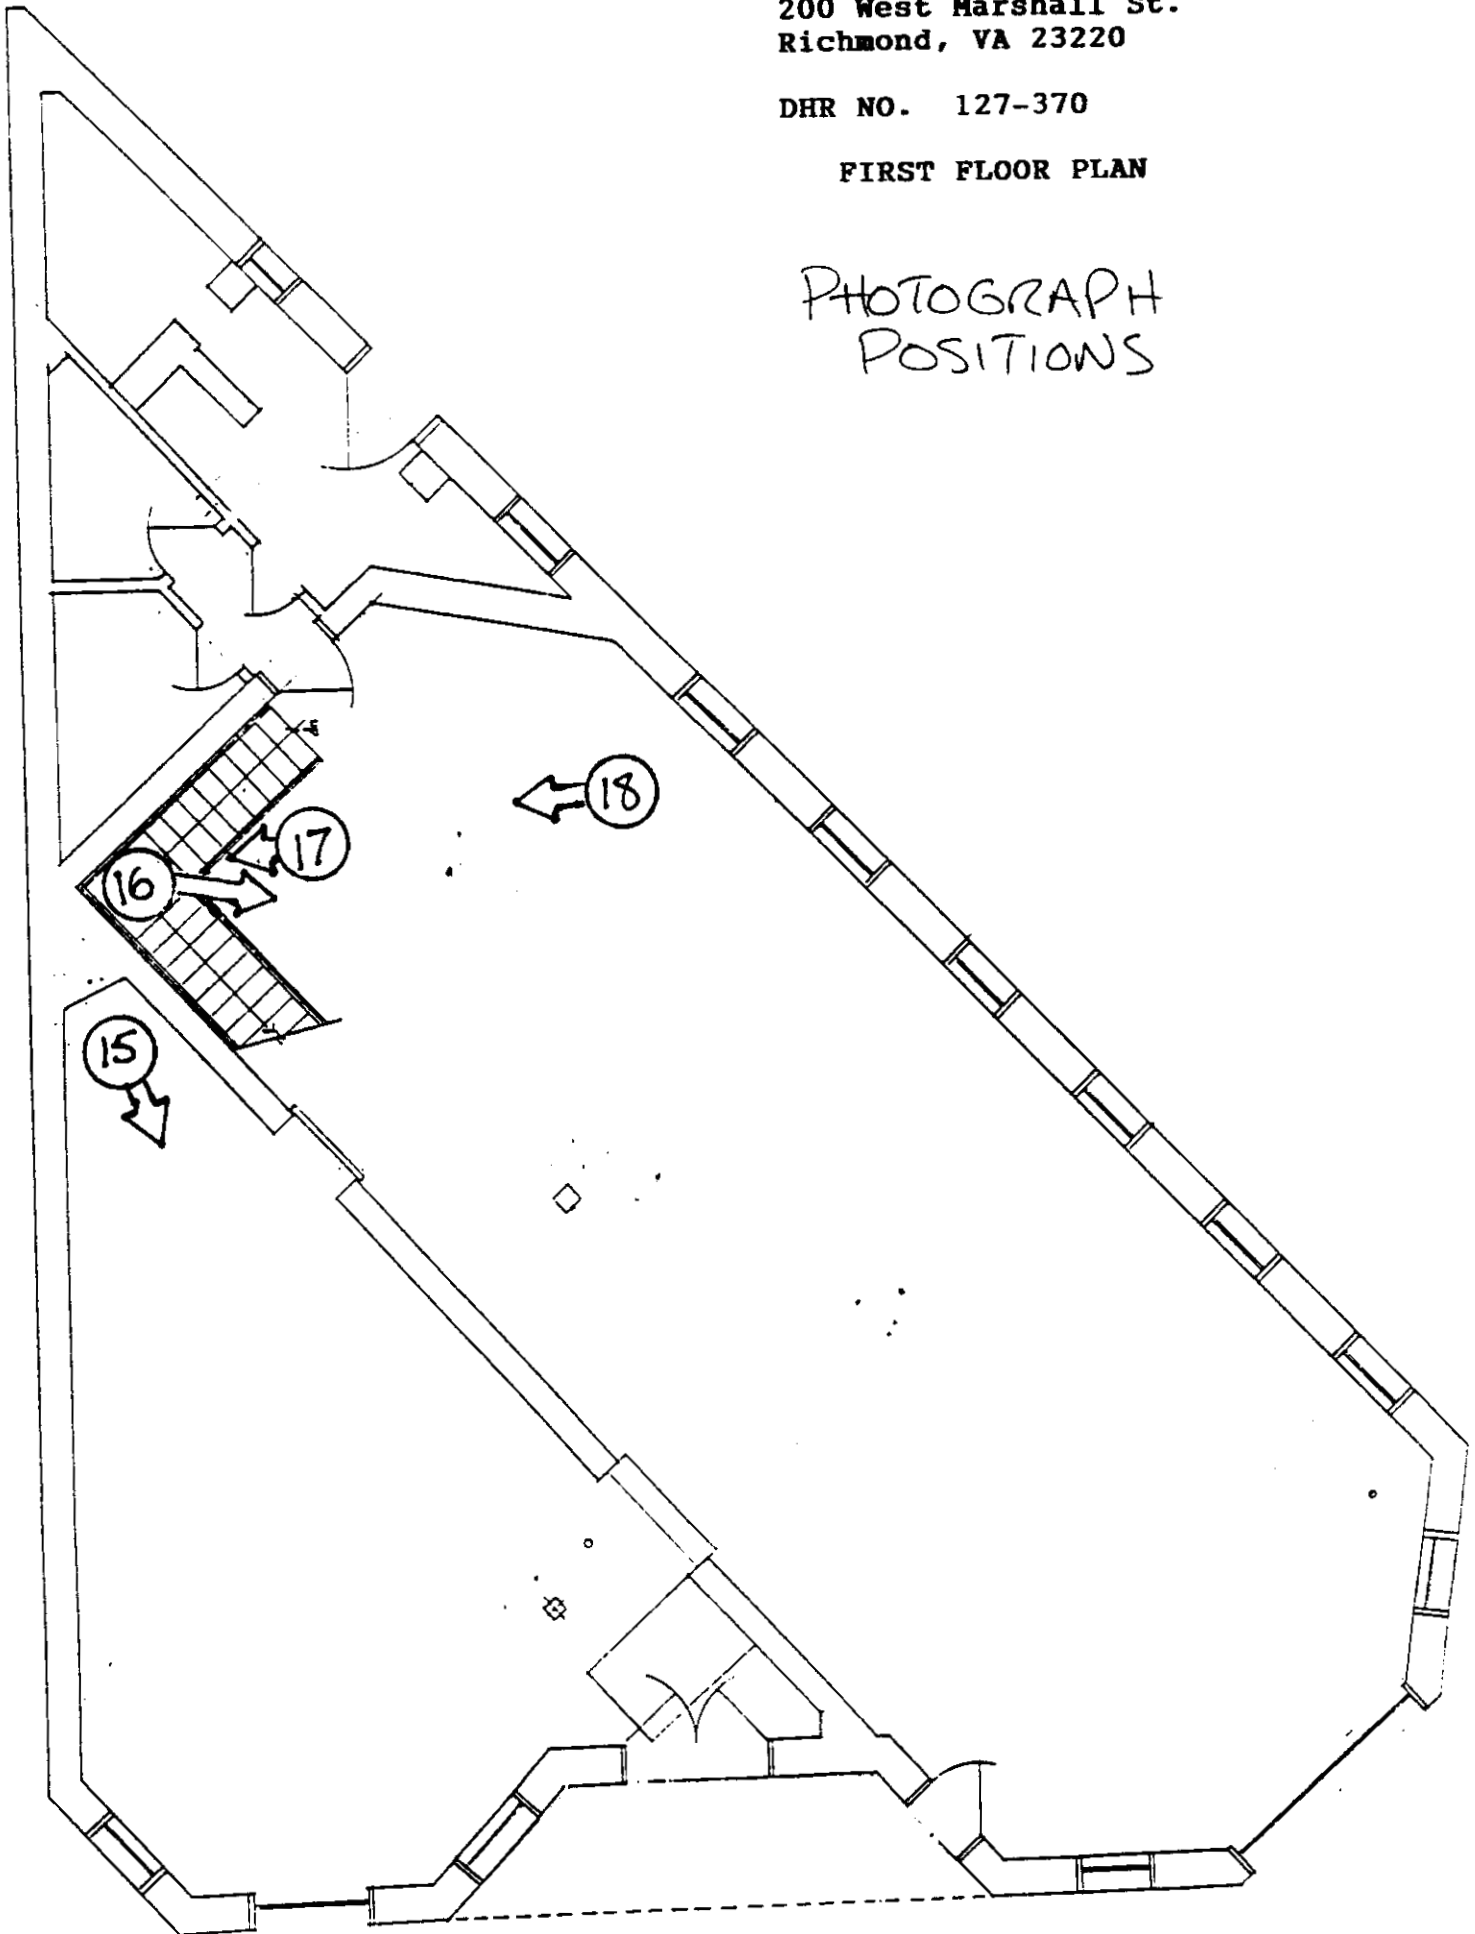 200 West Marshall St.
Richmond, VA 23220
DHR NO. 127-370
FIRST FLOOR PLAN
PHOTOGRAPH
POSITIONS
18
17
16
15